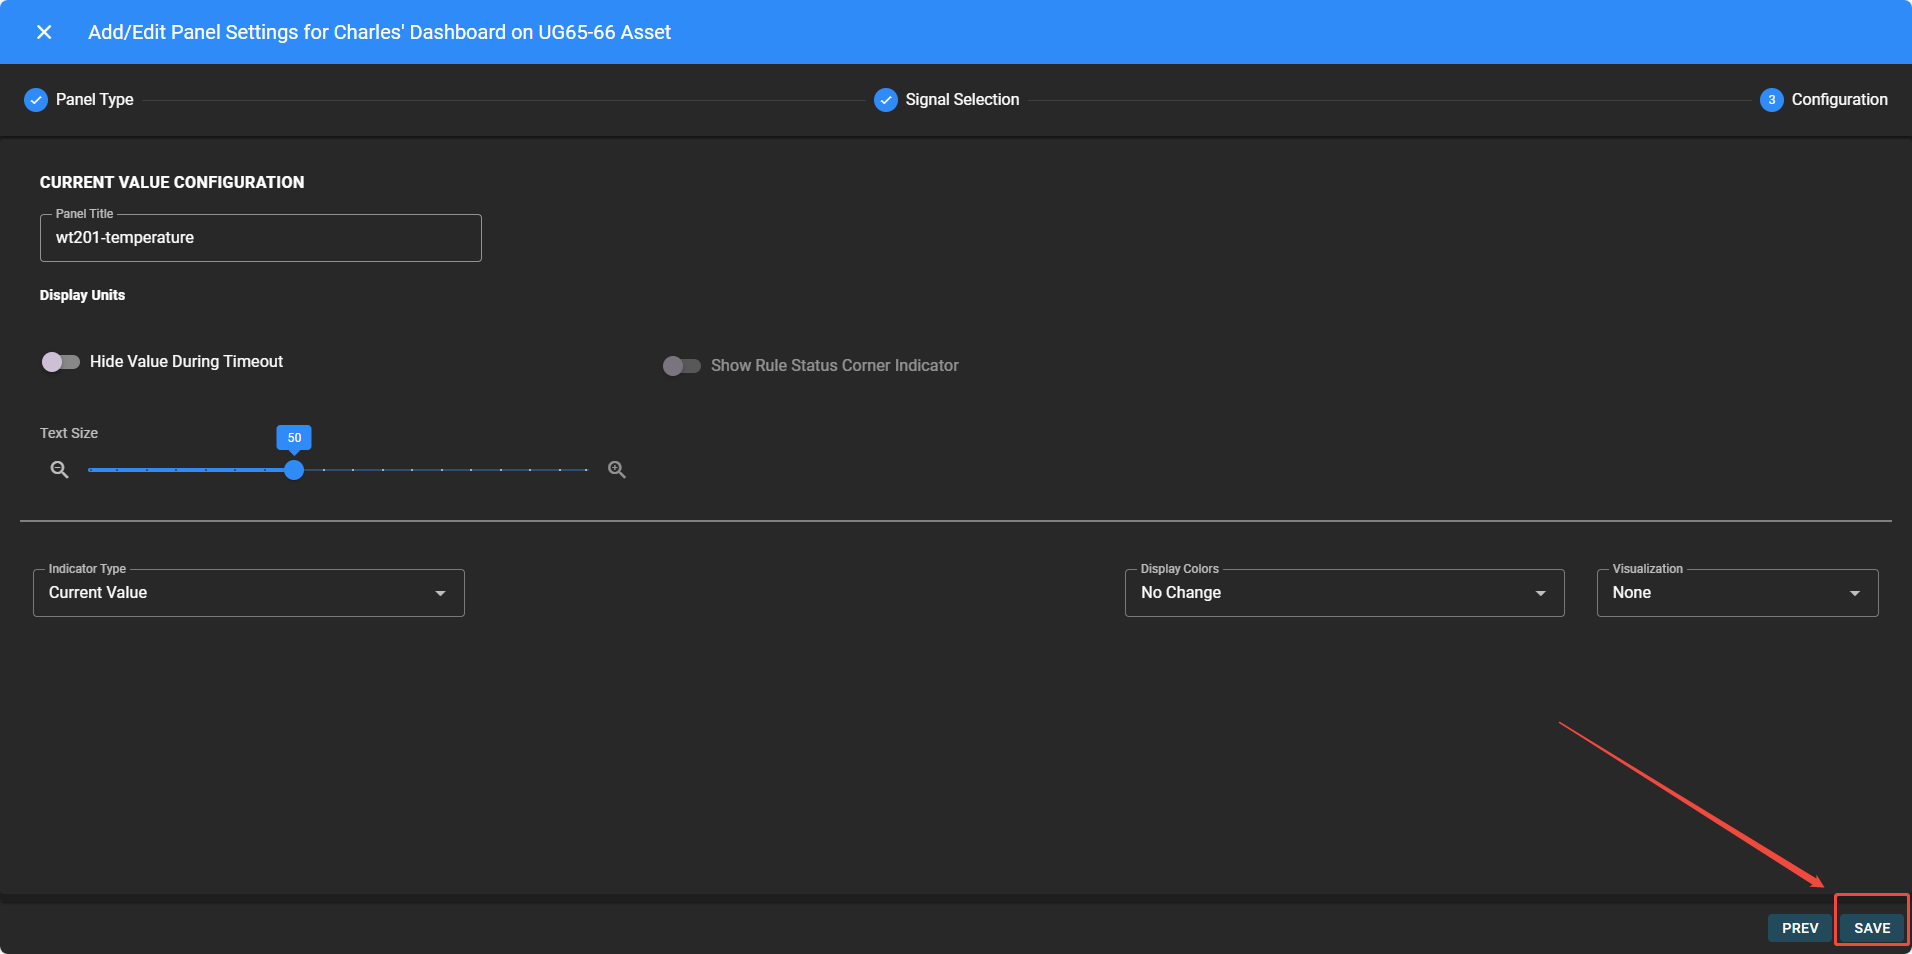 Add/Edit Panel Settings for Charles' Dashboard on UG65-66 Asset
Panel Type
Signal Selection
3 Configuration
CURRENT VALUE CONFIGURATION
Panel Title
wt201-temperature
Display Units
Hide Value During Timeout
Show Rule Status Corner Indicator
Text Size
50
Indicator Type
Current Value
Display Colors
No Change
Visualization
None
PREV
SAVE